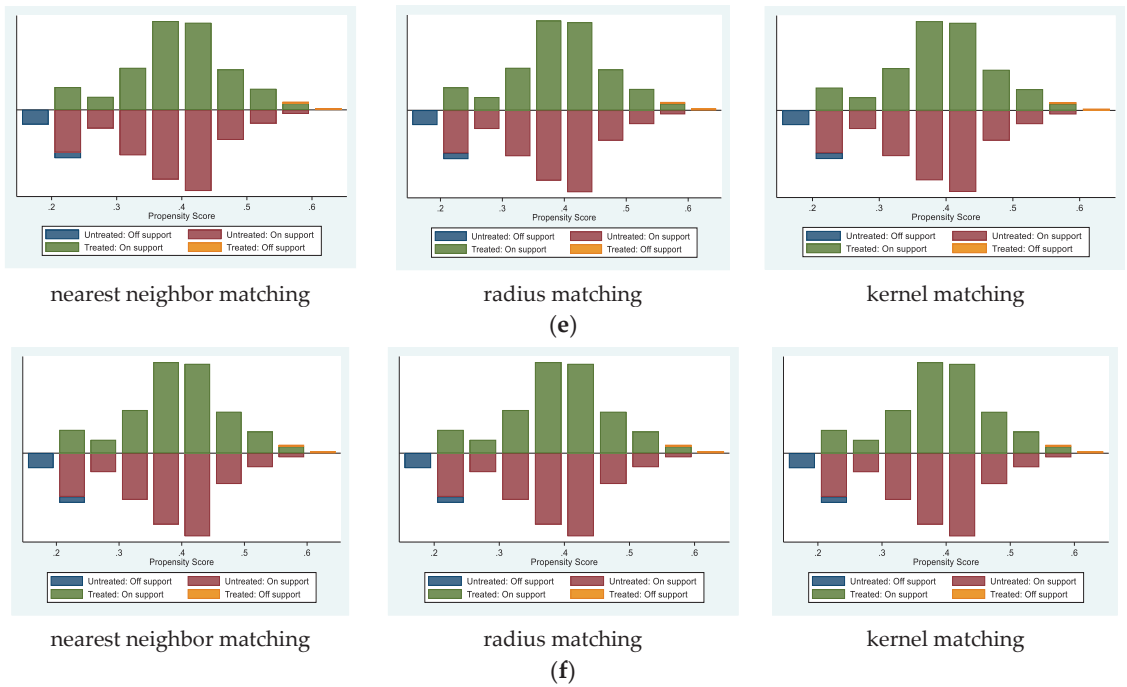 .2 .3 .4 .5 .6
Propensity Score
Untreated: Off support Untreated: On support
Treated: On support Treated: Off support
nearest neighbor matching
.2 .3 .4 .5 .6
Propensity Score
Untreated: Off support Untreated: On support
Treated: On support Treated: Off support
radius matching
.2 .3 .4 .5 .6
Propensity Score
Untreated: Off support Untreated: On support
Treated: On support Treated: Off support
kernel matching
(e)
.2 .3 .4 .5 .6
Propensity Score
Untreated: Off support Untreated: On support
Treated: On support Treated: Off support
nearest neighbor matching
.2 .3 .4 .5 .6
Propensity Score
Untreated: Off support Untreated: On support
Treated: On support Treated: Off support
radius matching
.2 .3 .4 .5 .6
Propensity Score
Untreated: Off support Untreated: On support
Treated: On support Treated: Off support
kernel matching
(f)